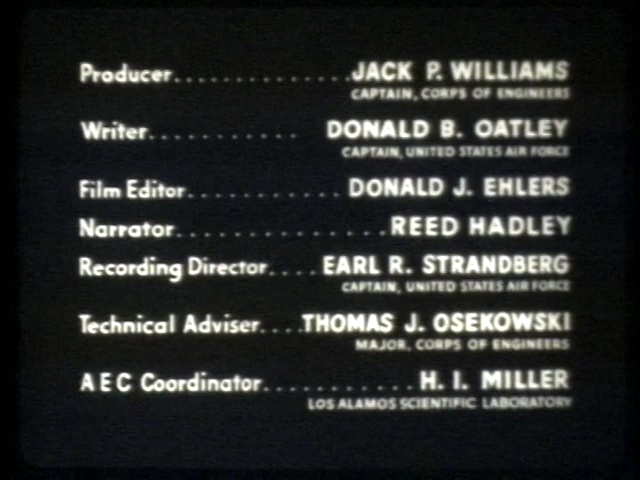 Producer..............JACK P. WILLIAMS
CAPTAIN, CORPS OF ENGINEERS
Writer........... DONALD B. OATLEY
CAPTAIN, UNITED STATES AIR FORCE
Film Editor............. DONALD J. EHLERS
Narrator...............REED HADLEY
Recording Director.... EARL R. STRANDBERG
CAPTAIN, UNITED STATES AIR FORCE
Technical Adviser....THOMAS J. OSEKOWSKI
MAJOR, CORPS OF ENGINEERS
A E C Coordinator...........H. I. MILLER
LOS ALAMOS SCIENTIFIC LABORATORY